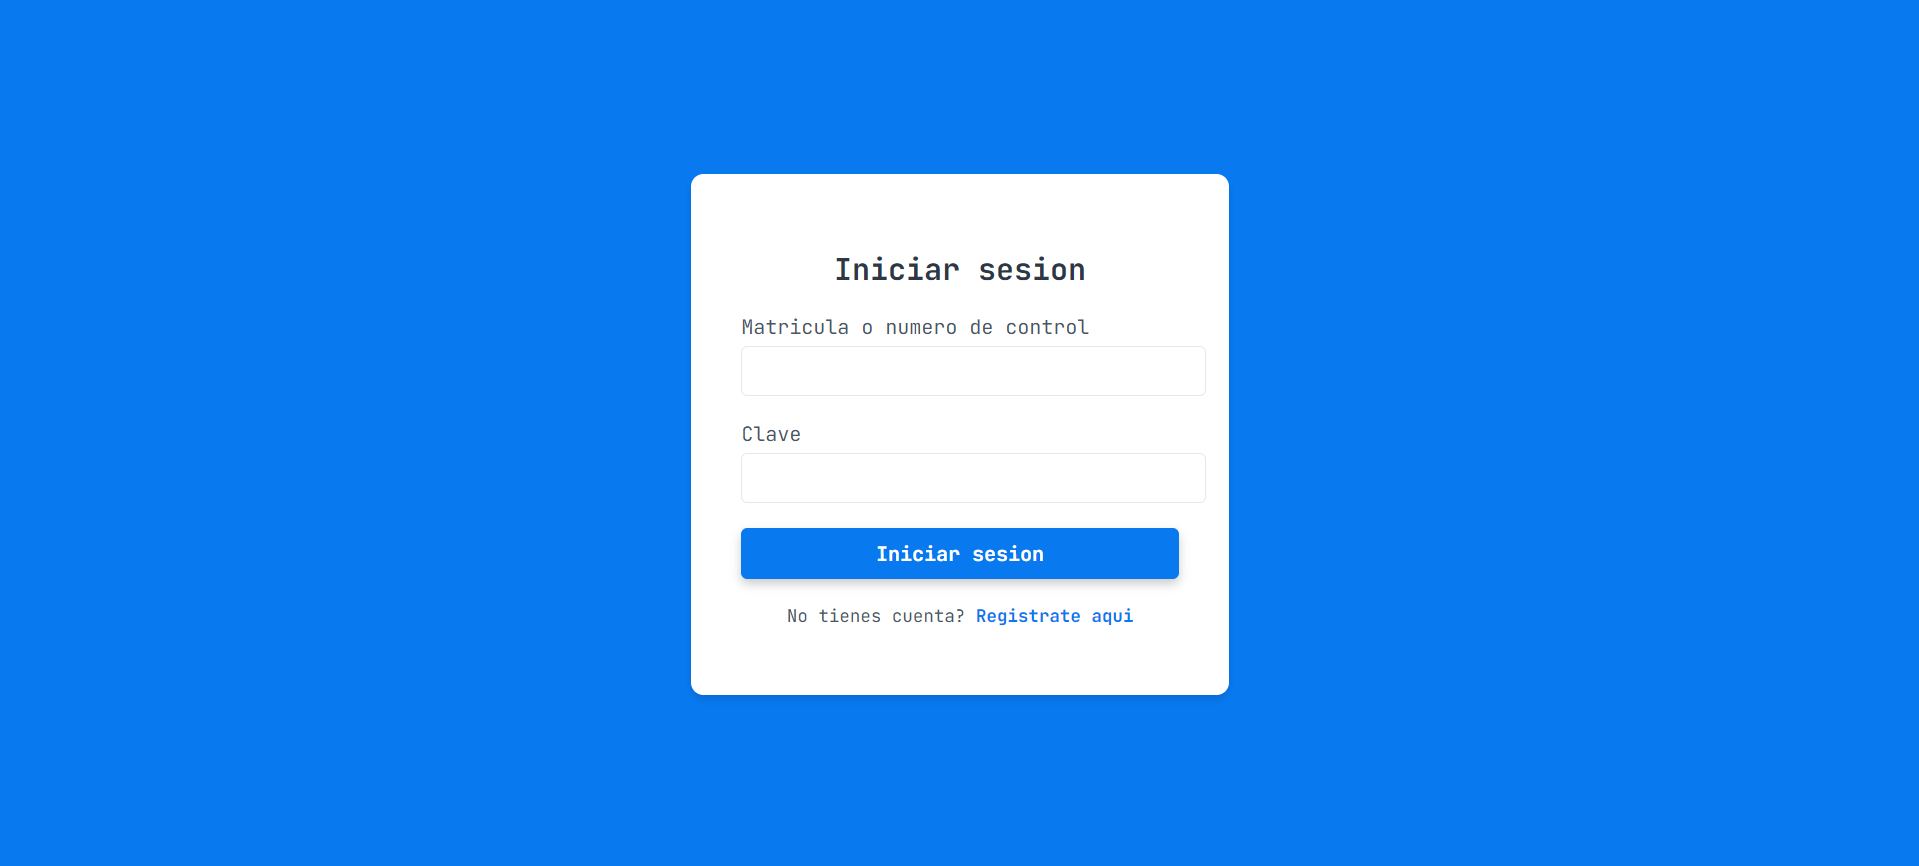 Iniciar sesion
Matricula o numero de control
Clave
Iniciar sesion
No tienes cuenta? Registrate aqui